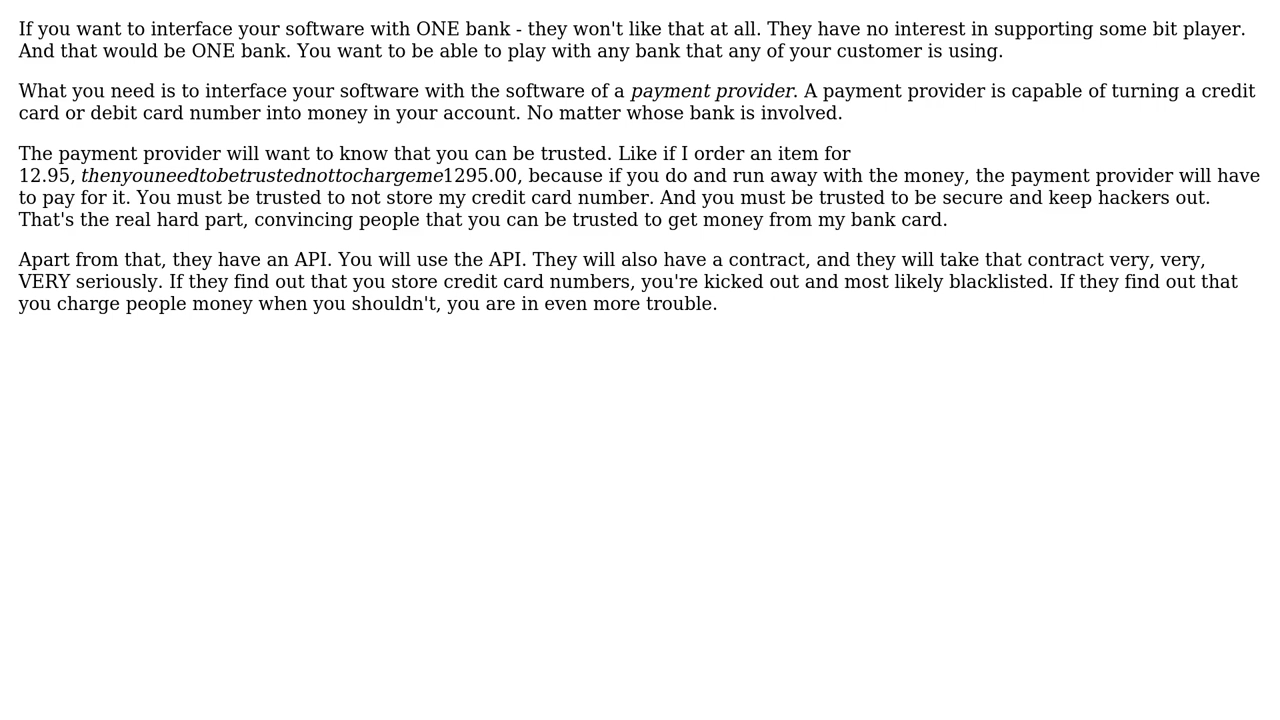 If you want to interface your software with ONE bank - they won't like that at all. They have no interest in supporting some bit player.
And that would be ONE bank. You want to be able to play with any bank that any of your customer is using.
What you need is to interface your software with the software of a payment provider. A payment provider is capable of turning a credit
card or debit card number into money in your account. No matter whose bank is involved.
The payment provider will want to know that you can be trusted. Like if I order an item for
12.95, thenyouneedtobetrustednottochargeme1295.00, because if you do and run away with the money, the payment provider will have
to pay for it. You must be trusted to not store my credit card number. And you must be trusted to be secure and keep hackers out.
That's the real hard part, convincing people that you can be trusted to get money from my bank card.
Apart from that, they have an API. You will use the API. They will also have a contract, and they will take that contract very, very,
VERY seriously. If they find out that you store credit card numbers, you're kicked out and most likely blacklisted. If they find out that
you charge people money when you shouldn't, you are in even more trouble.